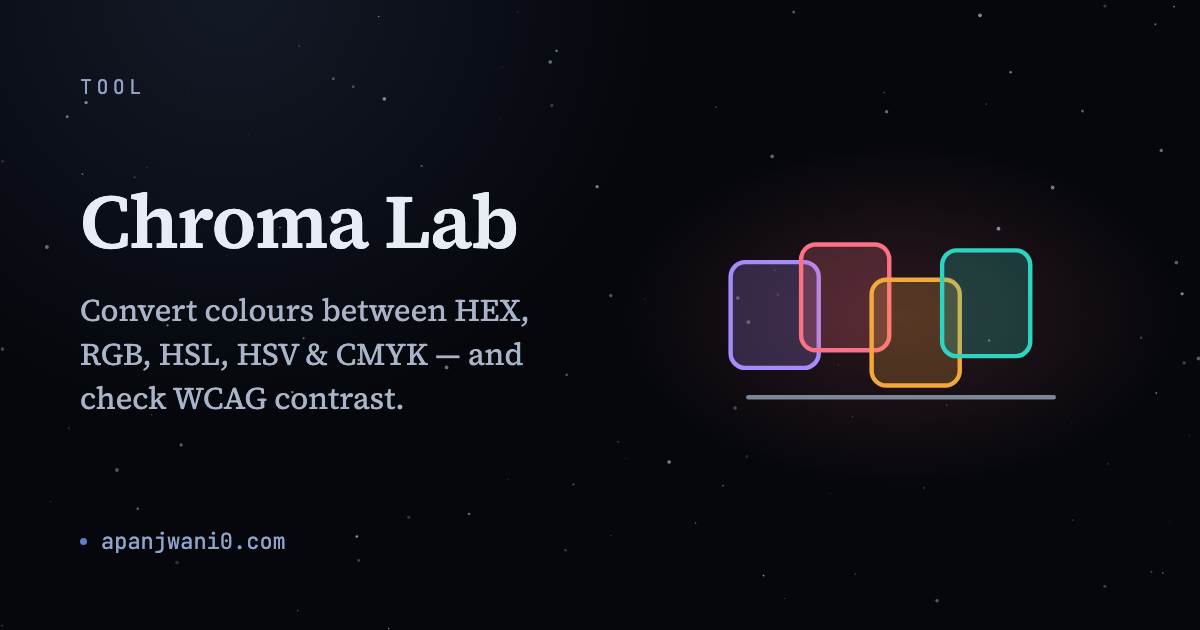 TOOL
Chroma Lab
Convert colours between HEX,
RGB, HSL, HSV & CMYK — and
check WCAG contrast.
apanjwani0.com